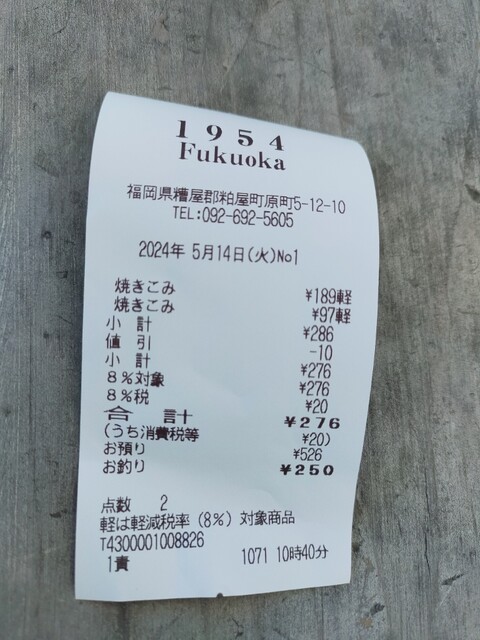 1954
Fukuoka
福岡県糟屋郡粕屋町原町5-12-10
TEL:092-692-5605
2024年 5月14日(火)No1
焼きこみ ¥189軽
焼きこみ ¥97軽
小 計 ¥286
値 引 -10
小 計 ¥276
8%対象 ¥276
8%税 ¥20
合 計 ¥276
(うち消費税等 ¥20)
お預り ¥526
お釣り ¥250
点数 2
軽は軽減税率(8%)対象商品
T4300001008826
1責 1071 10時40分